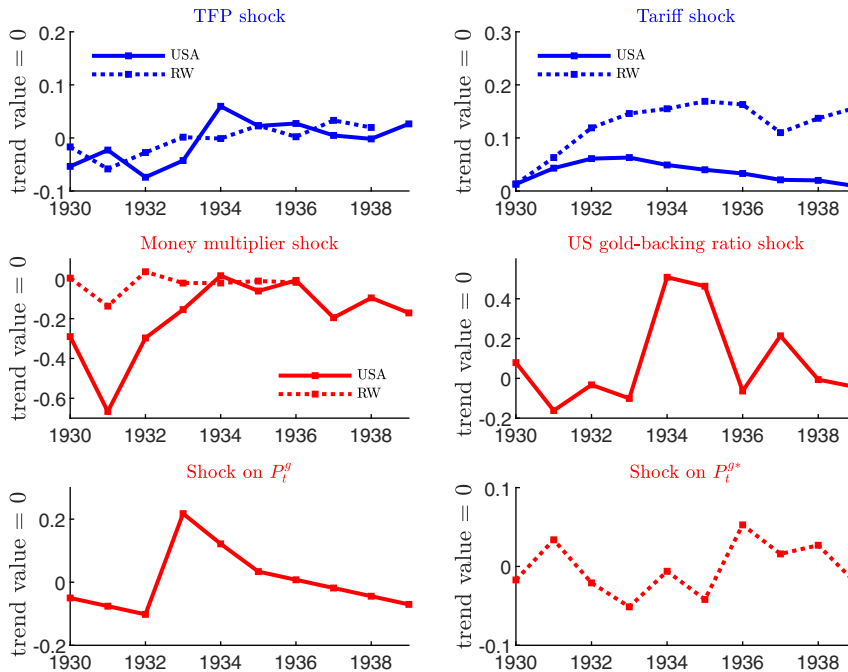 TFP shock
trend value = 0
0.2
0.1
0
-0.1
USA
RW
1930 1932 1934 1936 1938
Tariff shock
trend value = 0
0.3
0.2
0.1
0
USA
RW
1930 1932 1934 1936 1938
Money multiplier shock
trend value = 0
0
-0.2
-0.4
-0.6
USA
RW
1930 1932 1934 1936 1938
US gold-backing ratio shock
trend value = 0
0.4
0.2
0
-0.2
1930 1932 1934 1936 1938
Shock on P_t^g
trend value = 0
0.2
0
-0.2
1930 1932 1934 1936 1938
Shock on P_t^{g*}
trend value = 0
0.1
0
-0.1
1930 1932 1934 1936 1938